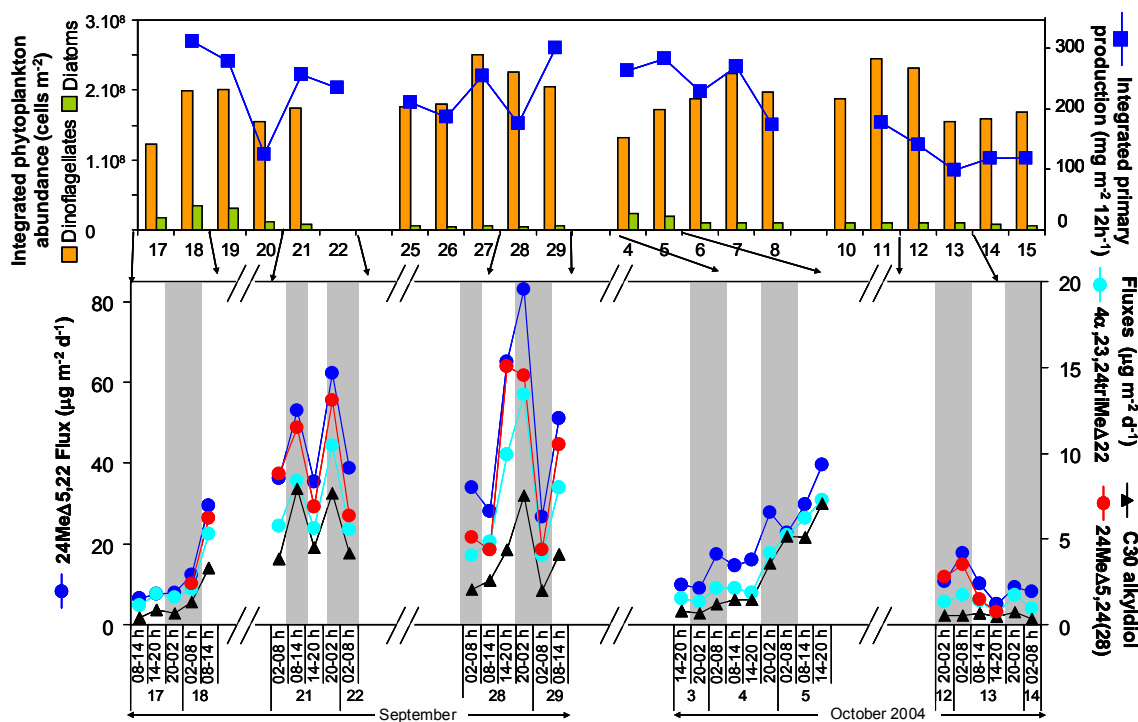 Integrated phytoplankton
abundance (cells m-2)
Dinoflagellates Diatoms
3.10⁸
2.10⁸
1.10⁸
0
300
200
100
0
Integrated primary
production (mg m-2 12h-1)
17 18 19 20 21 22 25 26 27 28 29 4 5 6 7 8 10 11 12 13 14 15
24MeΔ5,22 Flux (µg m-2 d-1)
80
60
40
20
0
20
15
10
5
0
Fluxes (µg m-2 d-1)
4α,23,24triMeΔ22
24MeΔ5,24(28)
C30 alkyldiol
08-14 h
14-20 h
20-02 h
02-08 h
08-14 h
02-08 h
08-14 h
14-20 h
20-02 h
02-08 h
02-08 h
08-14 h
14-20 h
20-02 h
02-08 h
08-14 h
14-20 h
20-02 h
02-08 h
08-14 h
14-20 h
20-02 h
02-08 h
08-14 h
14-20 h
20-02 h
02-08 h
08-14 h
14-20 h
20-02 h
02-08 h
17 18 21 22 28 29 3 4 5 12 13 14
September
October 2004